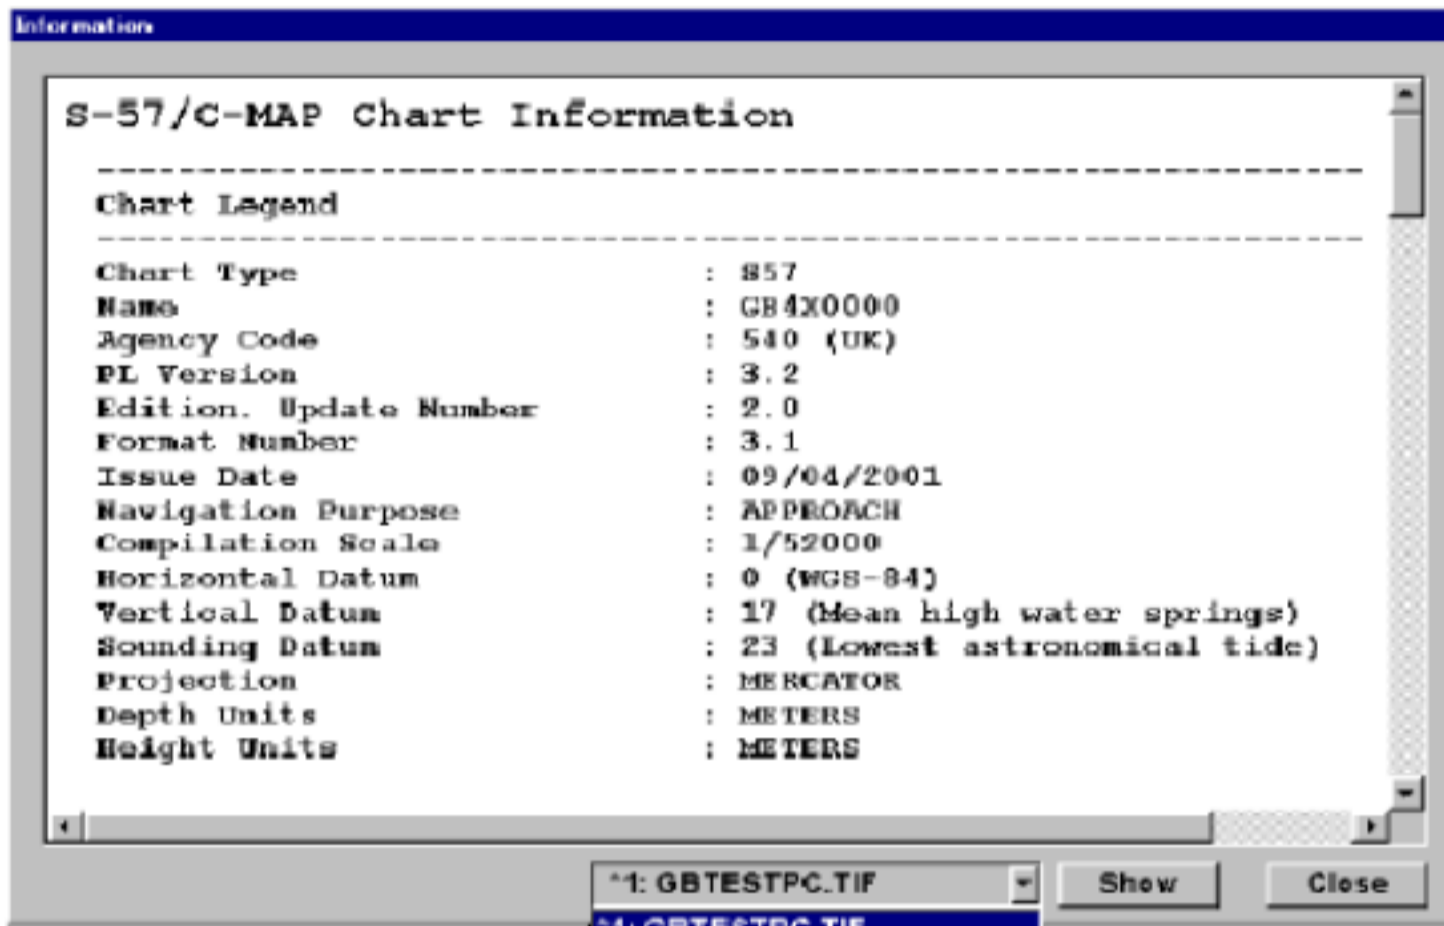 Information
S-57/C-MAP Chart Information
Chart Legend
Chart Type : S57
Name : GB4X0000
Agency Code : 540 (UK)
PL Version : 3.2
Edition. Update Number : 2.0
Format Number : 3.1
Issue Date : 09/04/2001
Navigation Purpose : APPROACH
Compilation Scale : 1/52000
Horizontal Datum : 0 (WGS-84)
Vertical Datum : 17 (Mean high water springs)
Sounding Datum : 23 (Lowest astronomical tide)
Projection : MERCATOR
Depth Units : METERS
Height Units : METERS
*1: GBTESTPC.TIF Show Close
*1: GBTESTPC.TIF